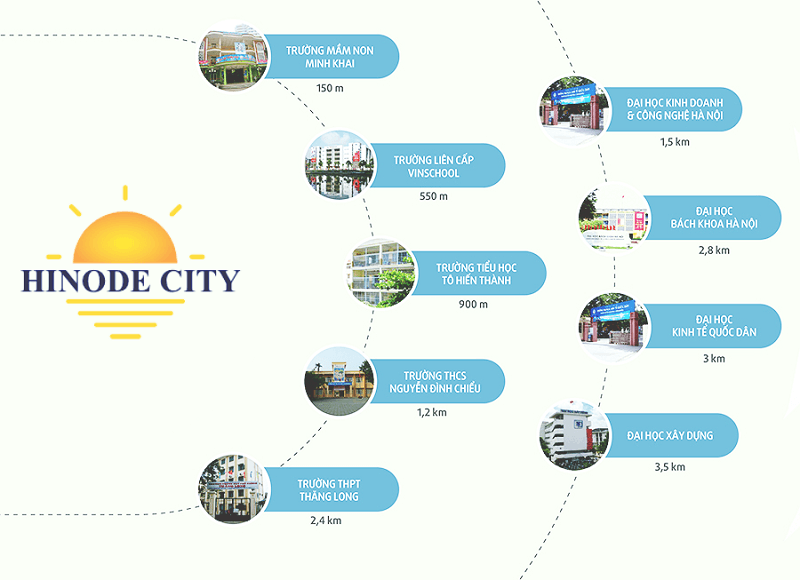 HINODE CITY
TRƯỜNG MẦM NON
MINH KHAI
150 m
TRƯỜNG LIÊN CẤP
VINSCHOOL
550 m
TRƯỜNG TIỂU HỌC
TÔ HIẾN THÀNH
900 m
TRƯỜNG THCS
NGUYỄN ĐÌNH CHIỂU
1,2 km
TRƯỜNG THPT
THĂNG LONG
2,4 km
ĐẠI HỌC KINH DOANH
& CÔNG NGHỆ HÀ NỘI
1,5 km
ĐẠI HỌC
BÁCH KHOA HÀ NỘI
2,8 km
ĐẠI HỌC
KINH TẾ QUỐC DÂN
3 km
ĐẠI HỌC XÂY DỰNG
3,5 km